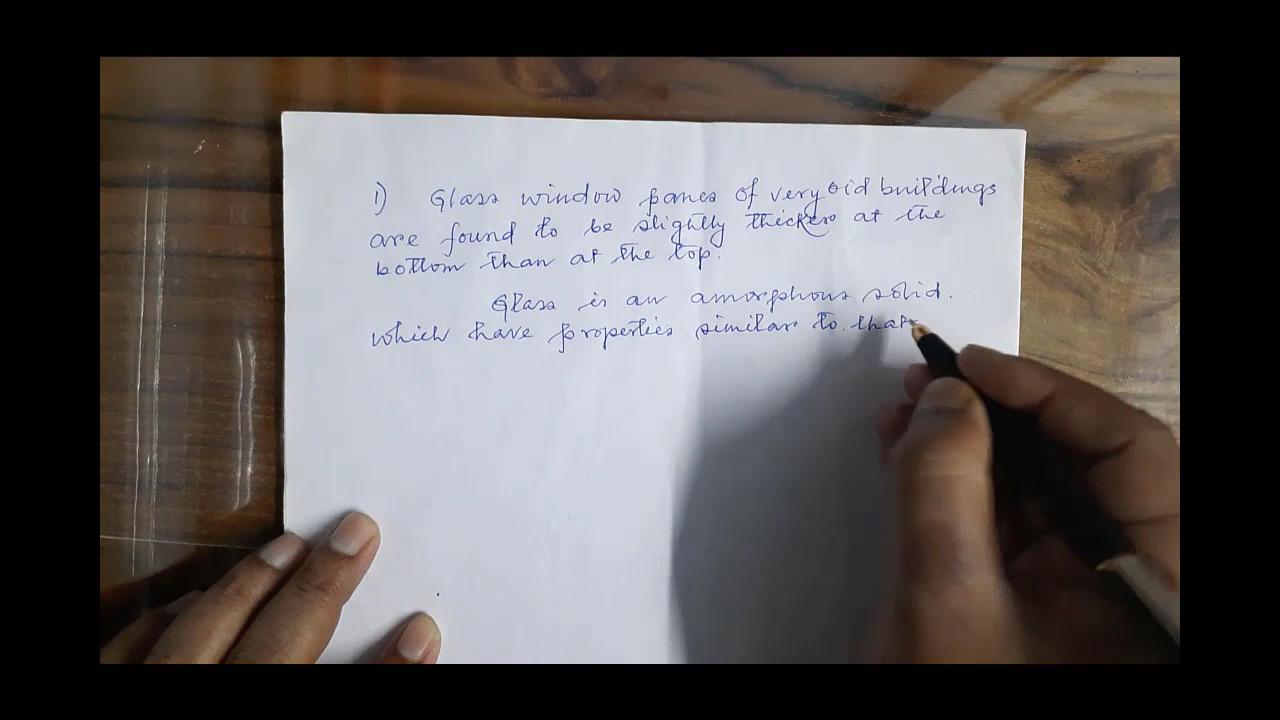 1) Glass window panes of very old buildings
are found to be slightly thicker at the
bottom than at the top.
Glass is an amorphous solid.
which have properties similar to that